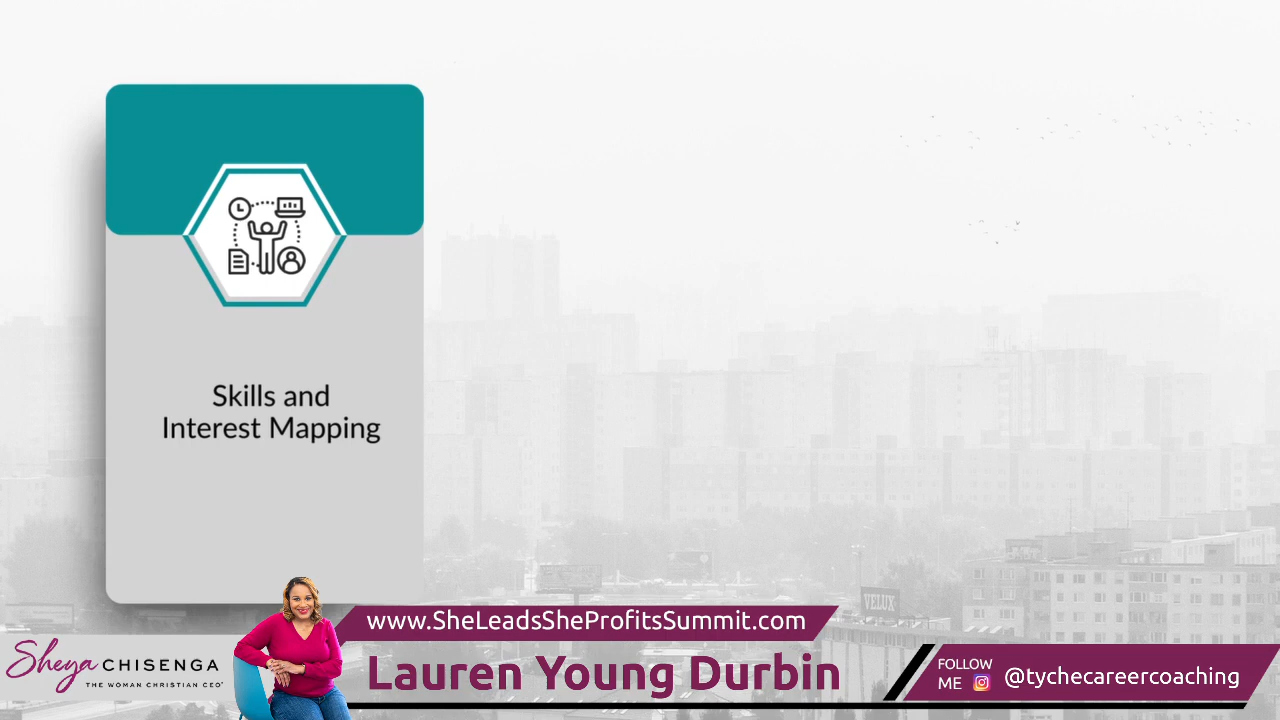 Skills and
Interest Mapping
VELUX
www.SheLeadsSheProfitsSummit.com
Sheya CHISENGA
THE WOMAN CHRISTIAN CEO
Lauren Young Durbin
FOLLOW
ME
@tychecareercoaching